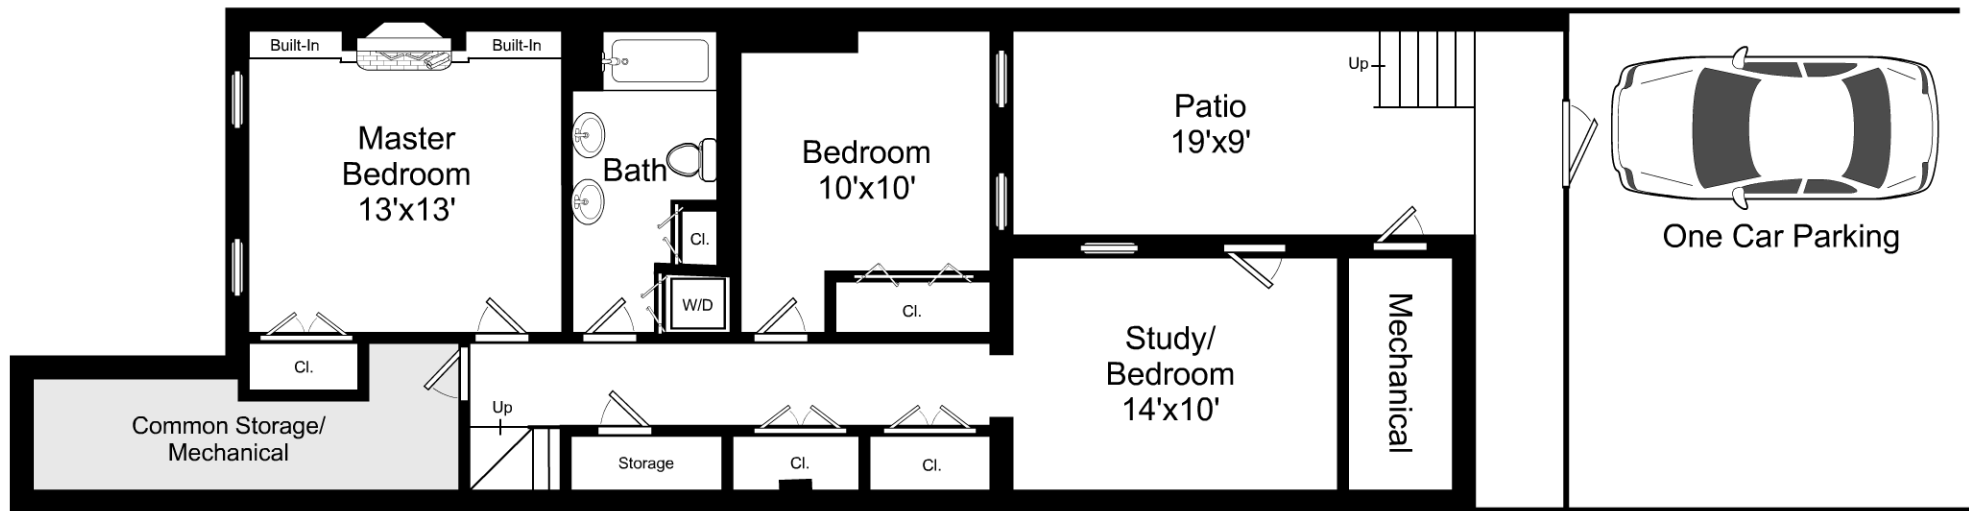 Built-In
Built-In
Master
Bedroom
13'x13'
Bath
Cl.
W/D
Bedroom
10'x10'
Cl.
Patio
19'x9'
Up
One Car Parking
Cl.
Common Storage/
Mechanical
Up
Storage
Cl.
Cl.
Study/
Bedroom
14'x10'
Mechanical